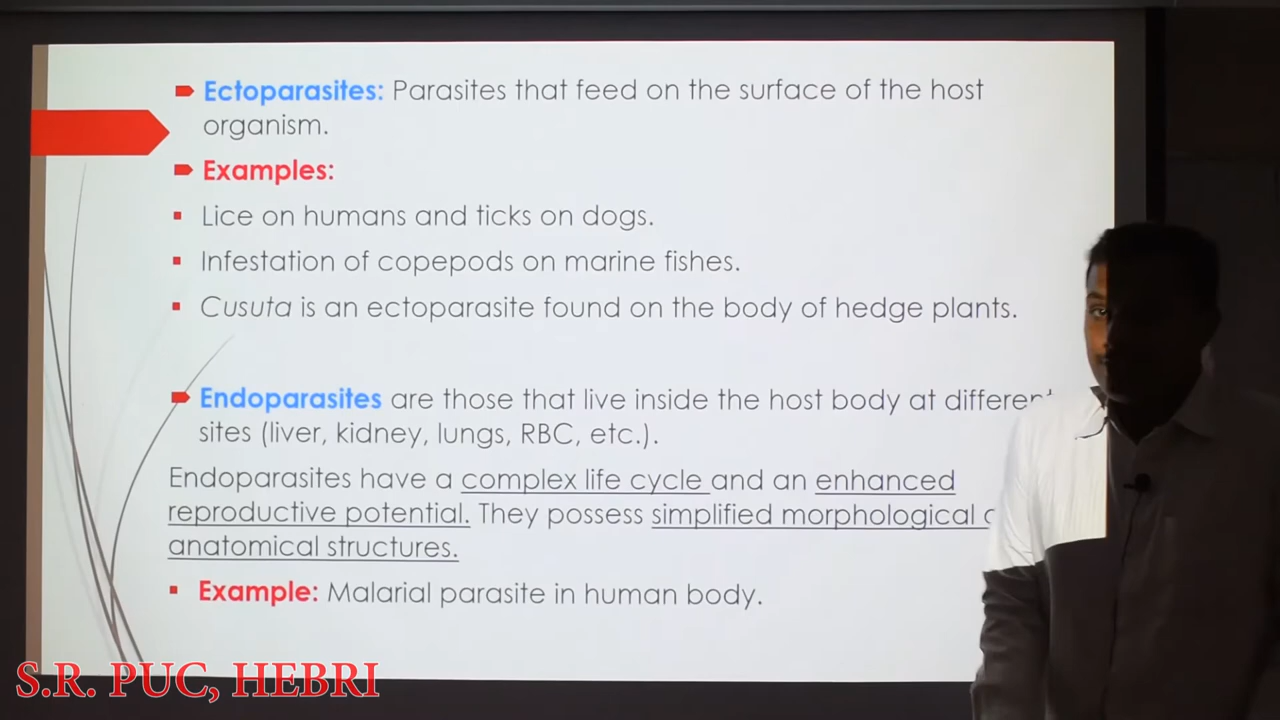 Ectoparasites: Parasites that feed on the surface of the host
organism.
Examples:
Lice on humans and ticks on dogs.
Infestation of copepods on marine fishes.
Cusuta is an ectoparasite found on the body of hedge plants.
Endoparasites are those that live inside the host body at different
sites (liver, kidney, lungs, RBC, etc.).
Endoparasites have a complex life cycle and an enhanced
reproductive potential. They possess simplified morphological
anatomical structures.
Example: Malarial parasite in human body.
S.R. PUC, HEBRI